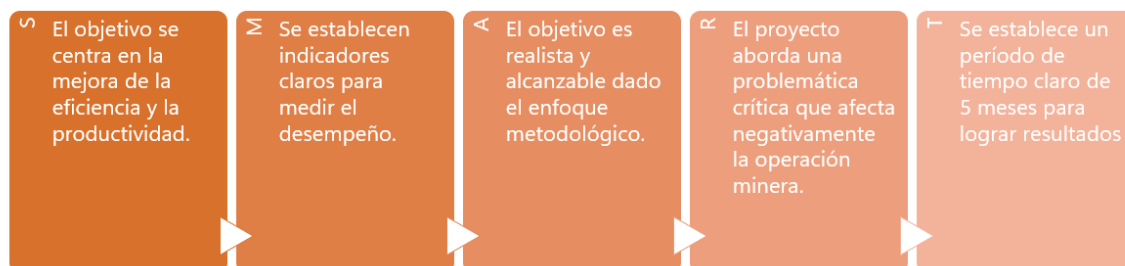 S
El objetivo se
centra en la
mejora de la
eficiencia y la
productividad.
M
Se establecen
indicadores
claros para
medir el
desempeño.
A
El objetivo es
realista y
alcanzable dado
el enfoque
metodológico.
R
El proyecto
aborda una
problemática
crítica que afecta
negativamente
la operación
minera.
T
Se establece un
período de
tiempo claro de
5 meses para
lograr resultados